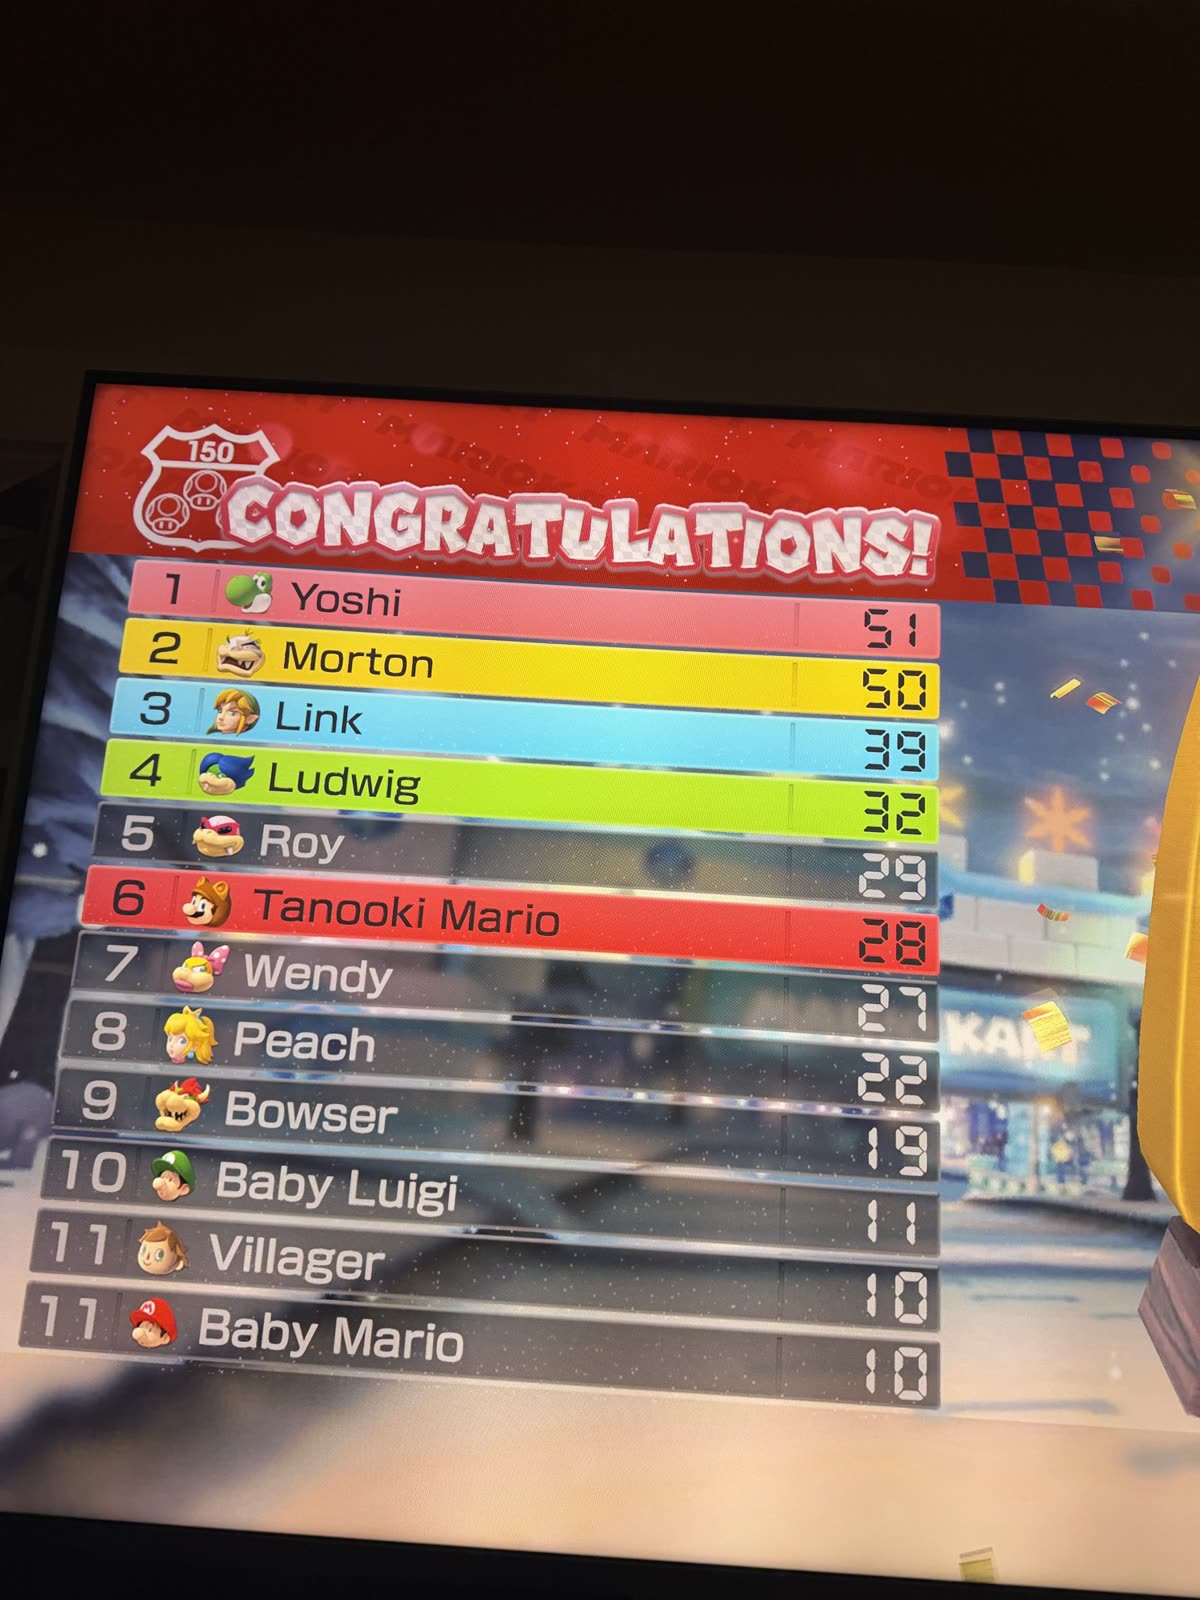 150
CONGRATULATIONS!
1 Yoshi 51
2 Morton 50
3 Link 39
4 Ludwig 32
5 Roy 29
6 Tanooki Mario 28
7 Wendy 27
8 Peach 22
9 Bowser 19
10 Baby Luigi 11
11 Villager 10
11 Baby Mario 10
KART